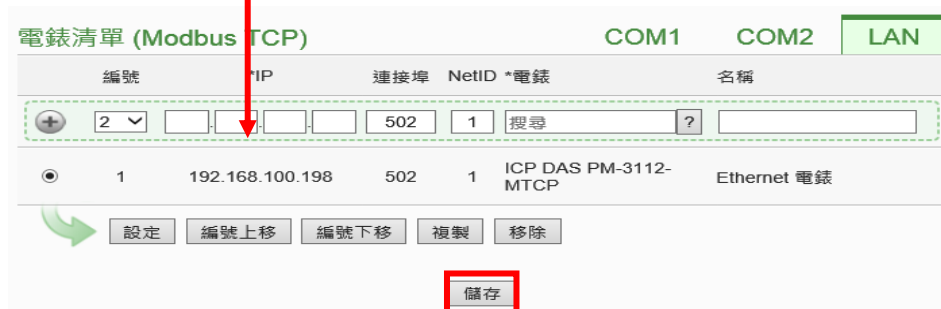 電錶清單 (Modbus TCP) COM1 COM2 LAN
編號 *IP 連接埠 NetID *電錶 名稱
2 . . . 502 1 搜尋 ?
1 192.168.100.198 502 1 ICP DAS PM-3112-MTCP Ethernet 電錶
設定 編號上移 編號下移 複製 移除
儲存